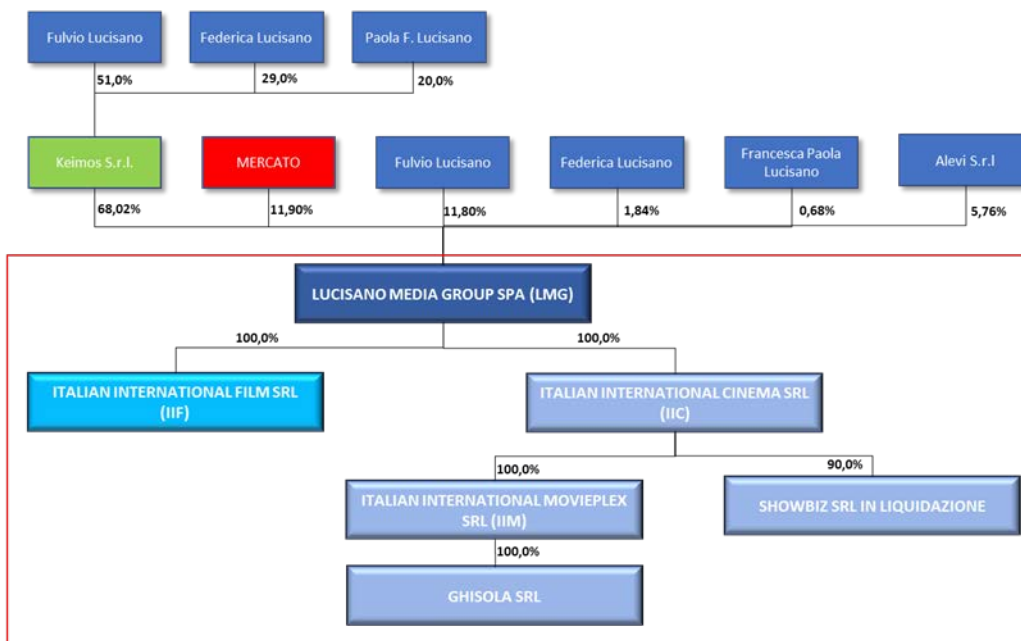 Fulvio Lucisano
Federica Lucisano
Paola F. Lucisano
51,0%
29,0%
20,0%
Keimos S.r.l.
MERCATO
Fulvio Lucisano
Federica Lucisano
Francesca Paola
Lucisano
Alevi S.r.l
68,02%
11,90%
11,80%
1,84%
0,68%
5,76%
LUCISANO MEDIA GROUP SPA (LMG)
100,0%
100,0%
ITALIAN INTERNATIONAL FILM SRL
(IIF)
ITALIAN INTERNATIONAL CINEMA SRL
(IIC)
100,0%
90,0%
ITALIAN INTERNATIONAL MOVIEPLEX
SRL (IIM)
SHOWBIZ SRL IN LIQUIDAZIONE
100,0%
GHISOLA SRL